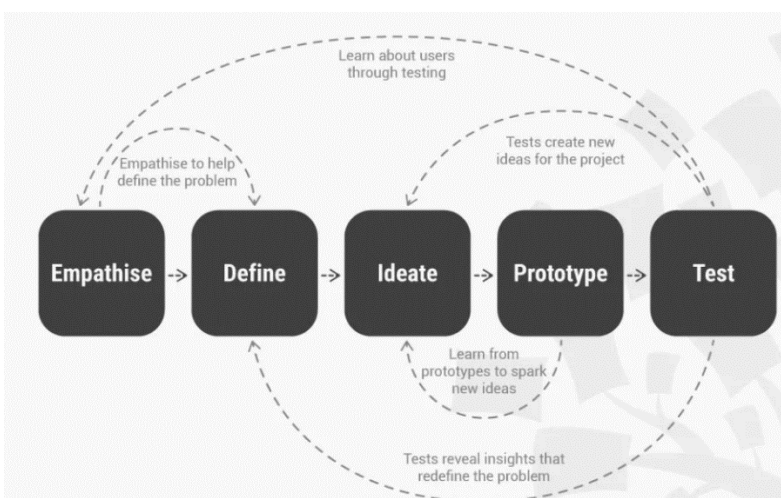 Learn about users
through testing
Tests create new
ideas for the project
Empathise to help
define the problem
Empathise
Define
Ideate
Prototype
Test
Learn from
prototypes to spark
new ideas
Tests reveal insights that
redefine the problem